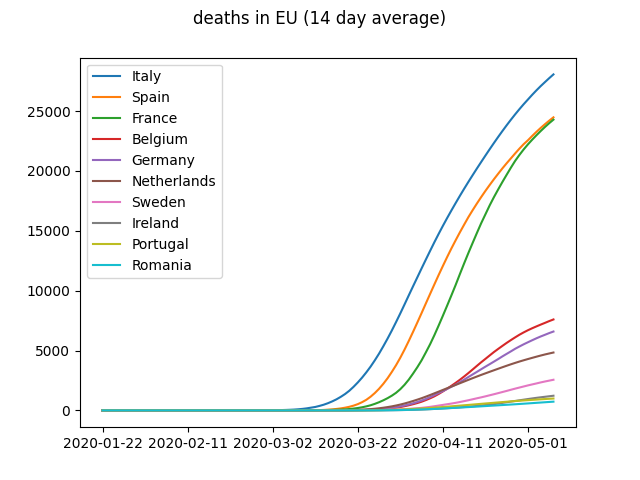 deaths in EU (14 day average)
Italy
Spain
France
Belgium
Germany
Netherlands
Sweden
Ireland
Portugal
Romania
25000
20000
15000
10000
5000
0
2020-01-22 2020-02-11 2020-03-02 2020-03-22 2020-04-11 2020-05-01